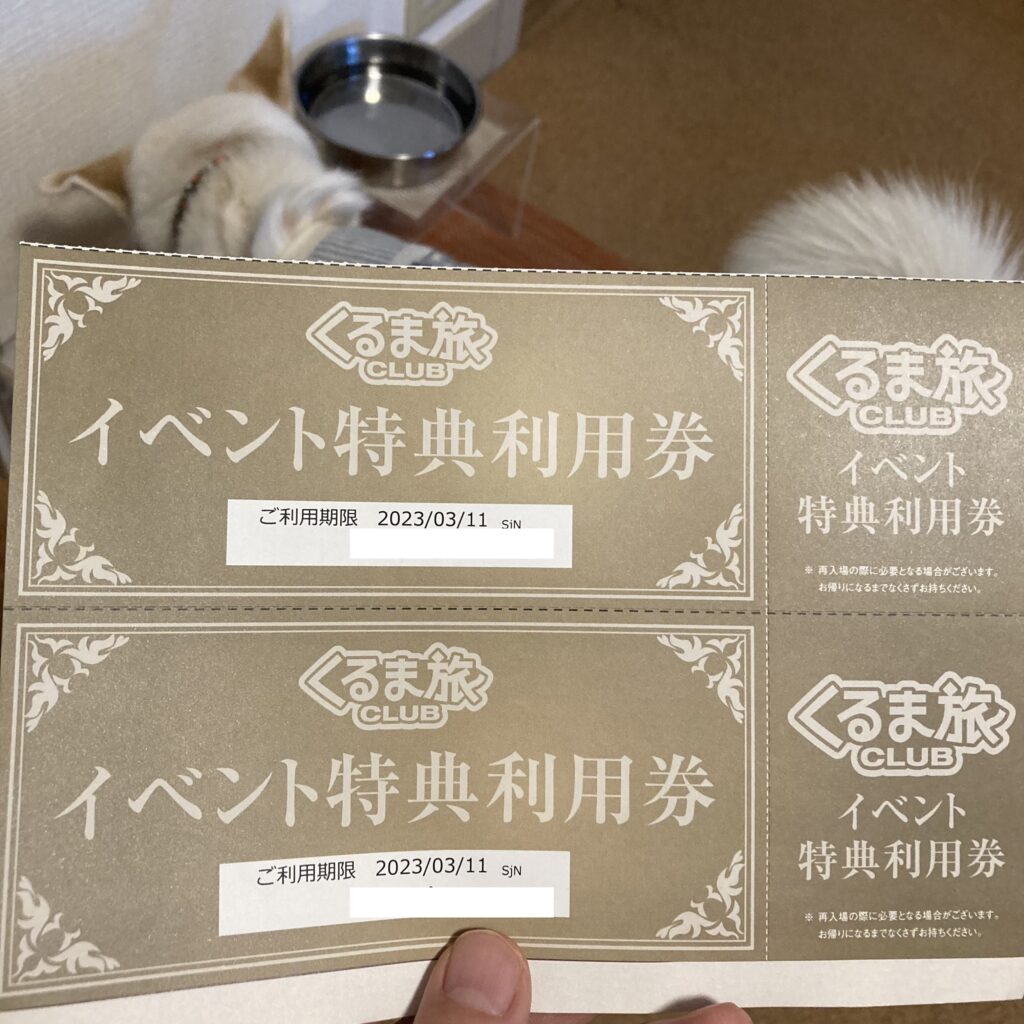 くるま旅
CLUB
イベント特典利用券
ご利用期限 2023/03/11 SjN
くるま旅
CLUB
イベント
特典利用券
※ 再入場の際に必要となる場合がございます。
お帰りになるまでなくさずお持ちください。
くるま旅
CLUB
イベント特典利用券
ご利用期限 2023/03/11 SjN
くるま旅
CLUB
イベント
特典利用券
※ 再入場の際に必要となる場合がございます。
お帰りになるまでなくさずお持ちください。